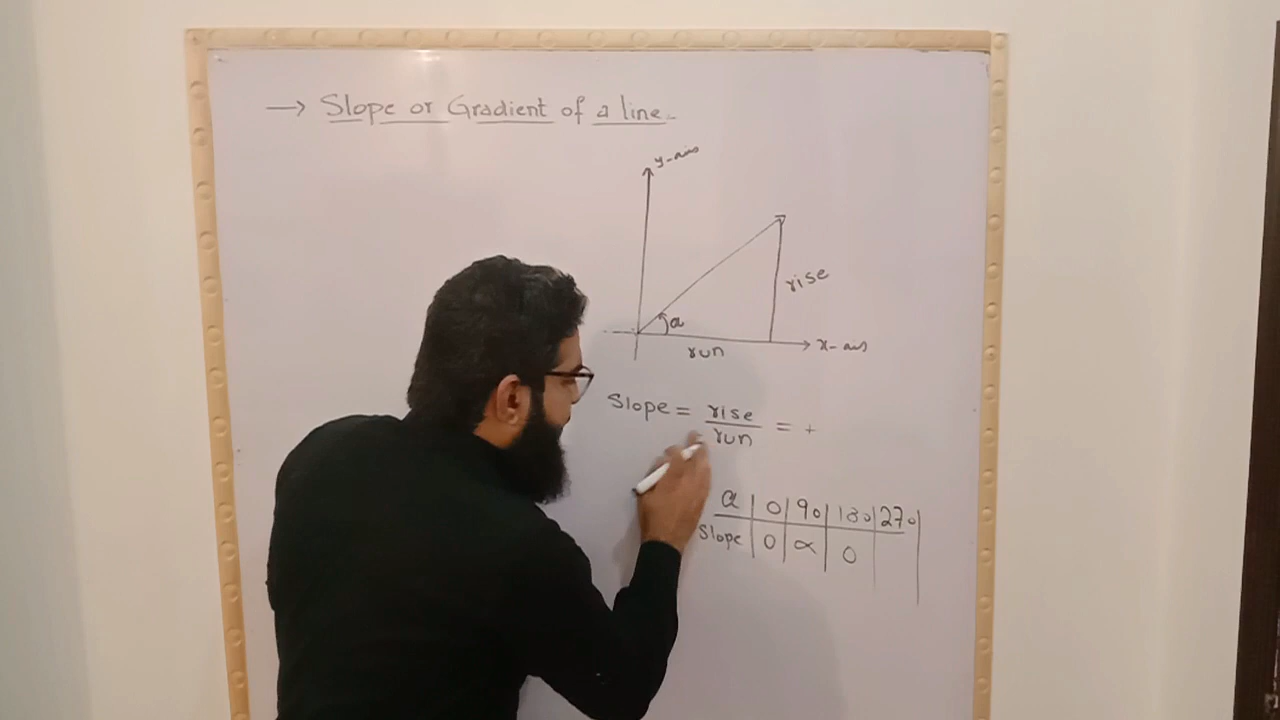 → Slope or Gradient of a line.
y-axis
rise
α
x-axis
run
Slope = rise/run = +
α | 0 | 90 | 180 | 270
Slope | 0 | ∝ | 0 |